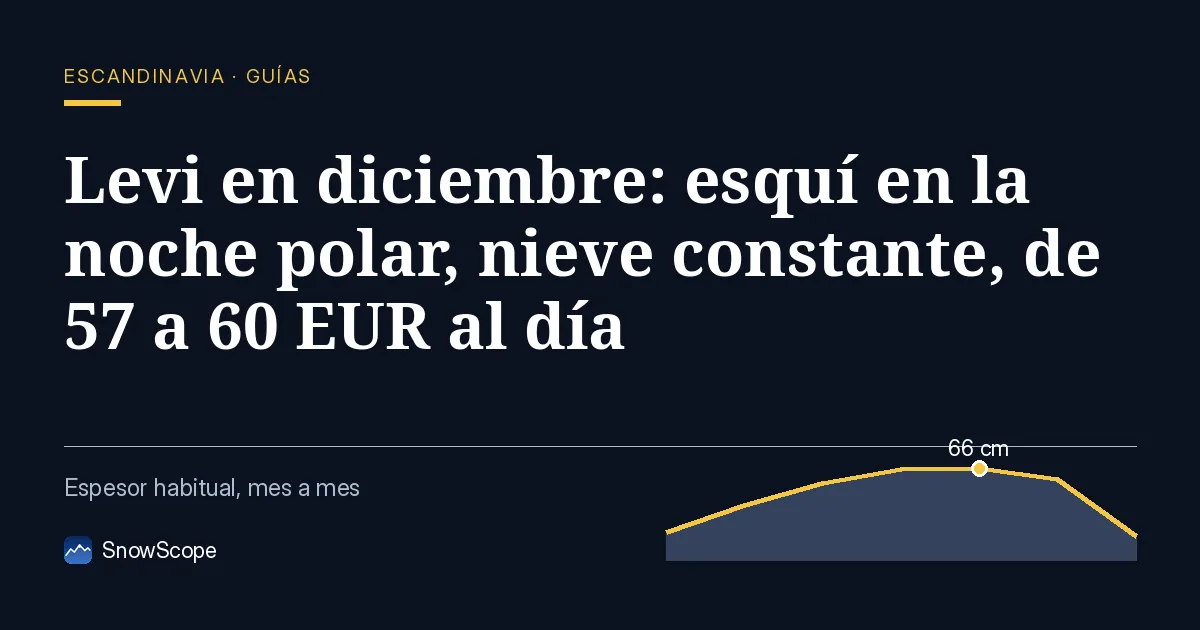 ESCANDINAVIA · GUÍAS
Levi en diciembre: esquí en la
noche polar, nieve constante, de
57 a 60 EUR al día
66 cm
Espesor habitual, mes a mes
SnowScope